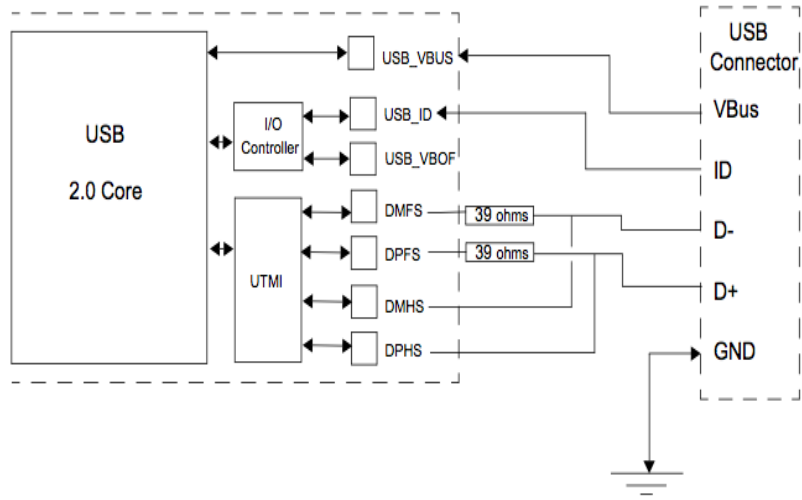 USB
2.0 Core
I/O
Controller
UTMI
USB_VBUS
USB_ID
USB_VBOF
DMFS
DPFS
DMHS
DPHS
39 ohms
39 ohms
USB
Connector
VBus
ID
D-
D+
GND